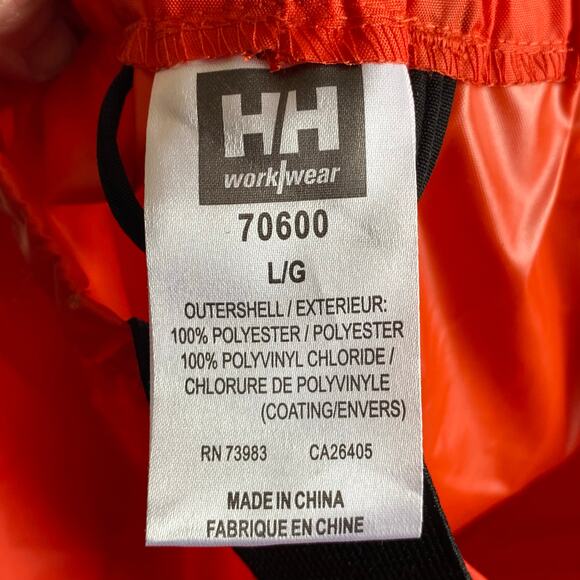 HH
work/wear
70600
L/G
OUTERSHELL / EXTERIEUR:
100% POLYESTER / POLYESTER
100% POLYVINYL CHLORIDE /
CHLORURE DE POLYVINYLE
(COATING/ENVERS)
RN 73983 CA26405
MADE IN CHINA
FABRIQUE EN CHINE